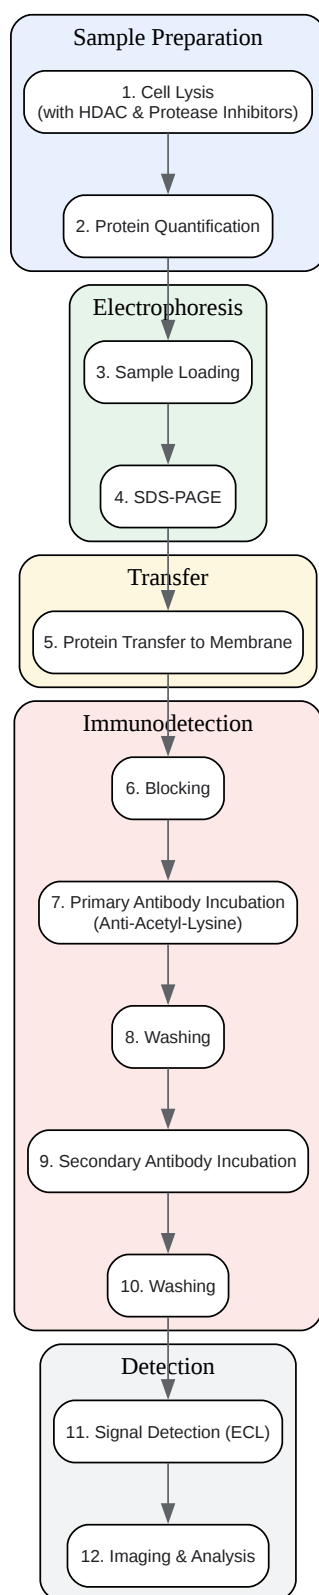 Sample Preparation
1. Cell Lysis
(with HDAC & Protease Inhibitors)
2. Protein Quantification
Electrophoresis
3. Sample Loading
4. SDS-PAGE
Transfer
5. Protein Transfer to Membrane
Immunodetection
6. Blocking
7. Primary Antibody Incubation
(Anti-Acetyl-Lysine)
8. Washing
9. Secondary Antibody Incubation
10. Washing
Detection
11. Signal Detection (ECL)
12. Imaging & Analysis